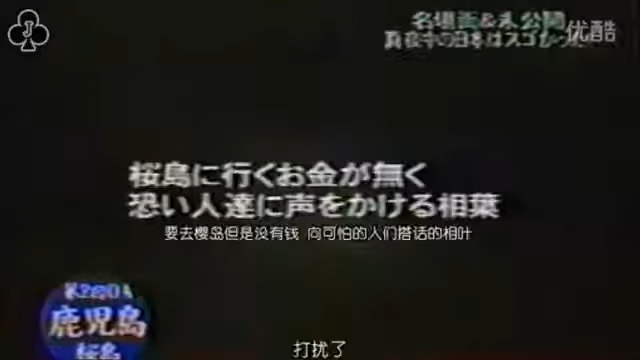 J
名場面&未公開
真夜中の日本はスゴかった
优酷
桜島に行くお金が無く
恐い人達に声をかける相葉
要去樱岛但是没有钱 向可怕的人们搭话的相叶
鹿児島
桜島
打扰了